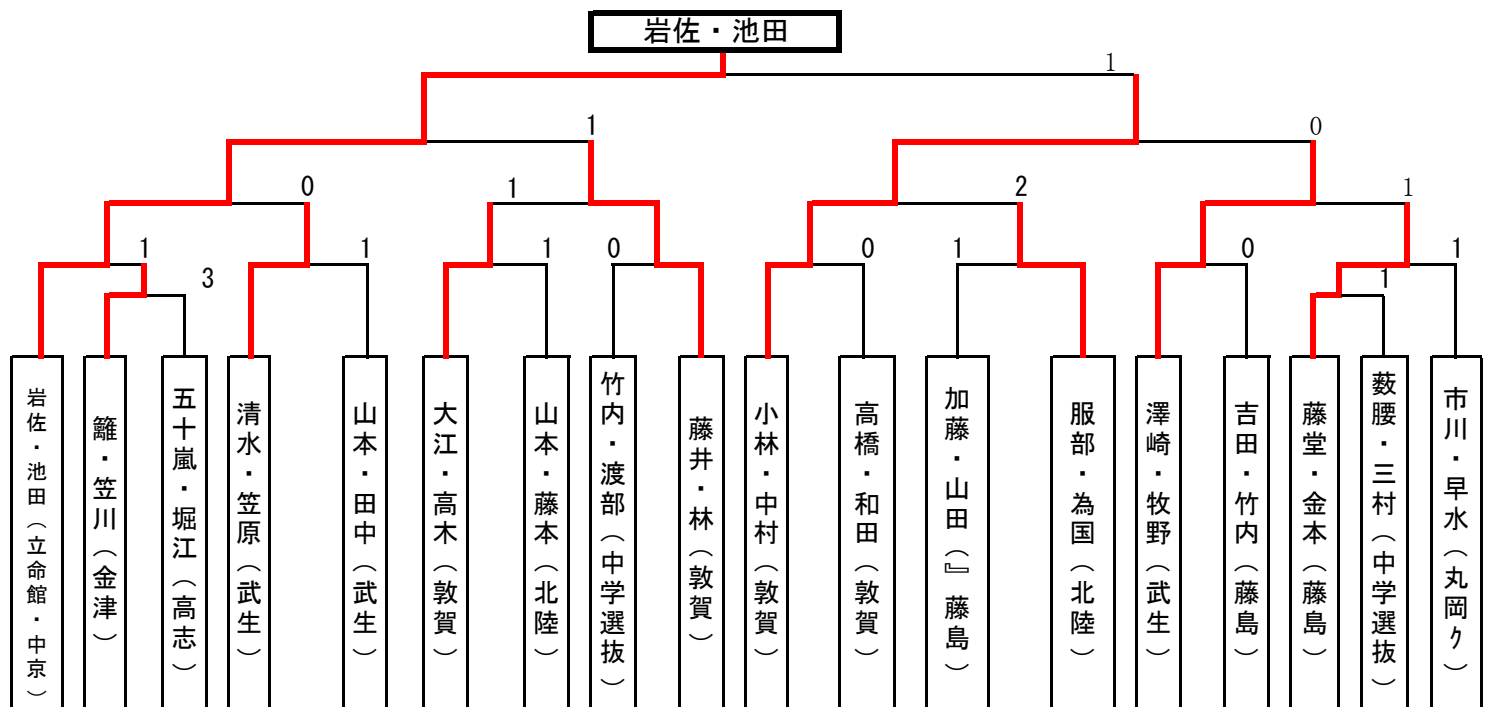 岩佐・池田
1
1
0
0
1
2
1
1
1
1
0
0
1
0
1
3
1
岩佐・池田（立命館・中京）
籬・笠川（金津）
五十嵐・堀江（高志）
清水・笠原（武生）
山本・田中（武生）
大江・高木（敦賀）
山本・藤本（北陸）
竹内・渡部（中学選抜）
藤井・林（敦賀）
小林・中村（敦賀）
高橋・和田（敦賀）
加藤・山田（』藤島）
服部・為国（北陸）
澤崎・牧野（武生）
吉田・竹内（藤島）
藤堂・金本（藤島）
薮腰・三村（中学選抜）
市川・早水（丸岡ｸ）